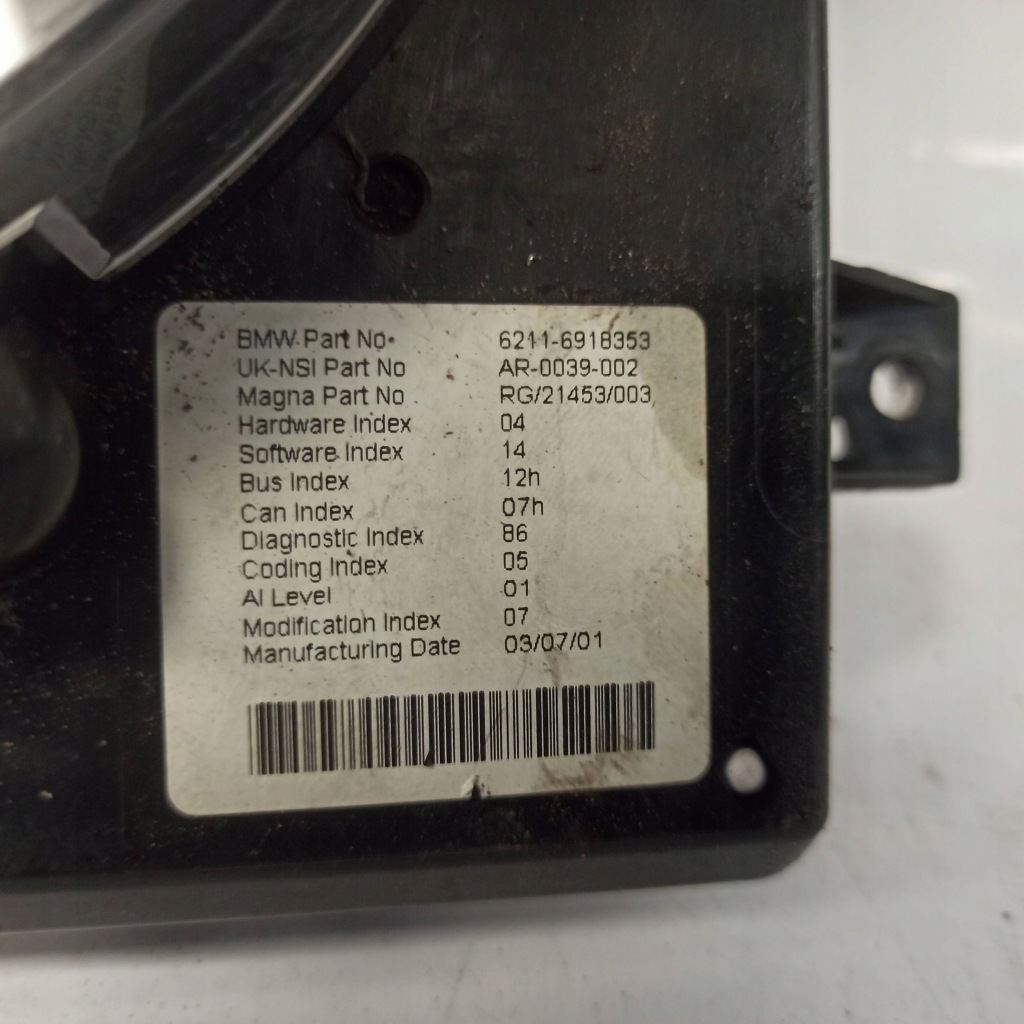 BMW Part No 6211-6918353
UK-NSI Part No AR-0039-002
Magna Part No RG/21453/003
Hardware Index 04
Software Index 14
Bus Index 12h
Can Index 07h
Diagnostic Index 86
Coding Index 05
AI Level 01
Modification Index 07
Manufacturing Date 03/07/01